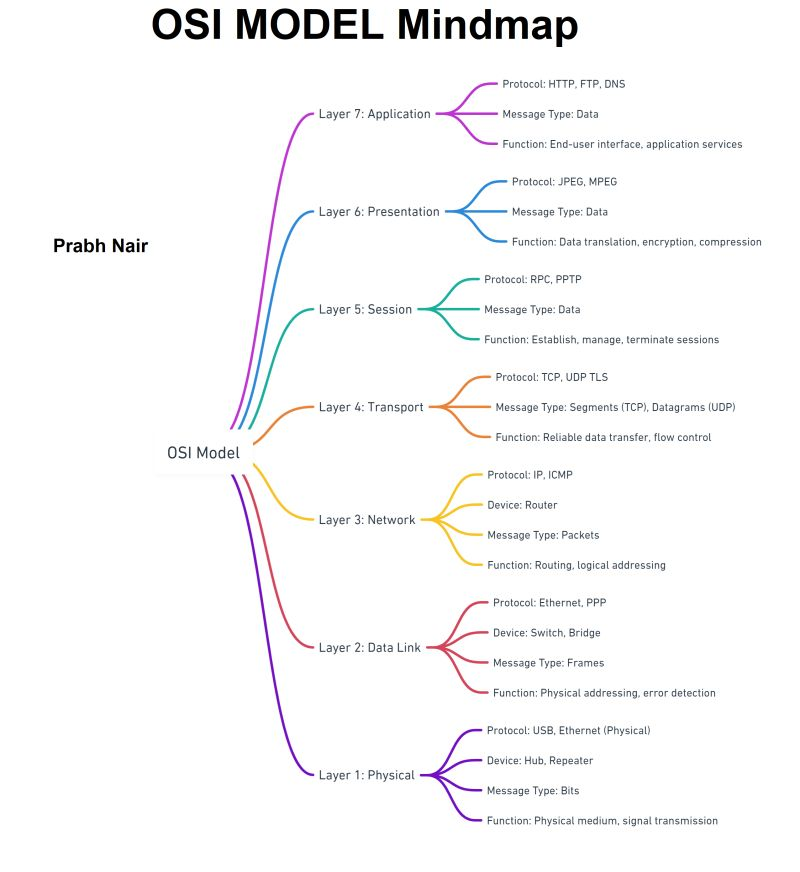 OSI MODEL Mindmap
Prabh Nair
OSI Model
Layer 7: Application
Protocol: HTTP, FTP, DNS
Message Type: Data
Function: End-user interface, application services
Layer 6: Presentation
Protocol: JPEG, MPEG
Message Type: Data
Function: Data translation, encryption, compression
Layer 5: Session
Protocol: RPC, PPTP
Message Type: Data
Function: Establish, manage, terminate sessions
Layer 4: Transport
Protocol: TCP, UDP TLS
Message Type: Segments (TCP), Datagrams (UDP)
Function: Reliable data transfer, flow control
Layer 3: Network
Protocol: IP, ICMP
Device: Router
Message Type: Packets
Function: Routing, logical addressing
Layer 2: Data Link
Protocol: Ethernet, PPP
Device: Switch, Bridge
Message Type: Frames
Function: Physical addressing, error detection
Layer 1: Physical
Protocol: USB, Ethernet (Physical)
Device: Hub, Repeater
Message Type: Bits
Function: Physical medium, signal transmission